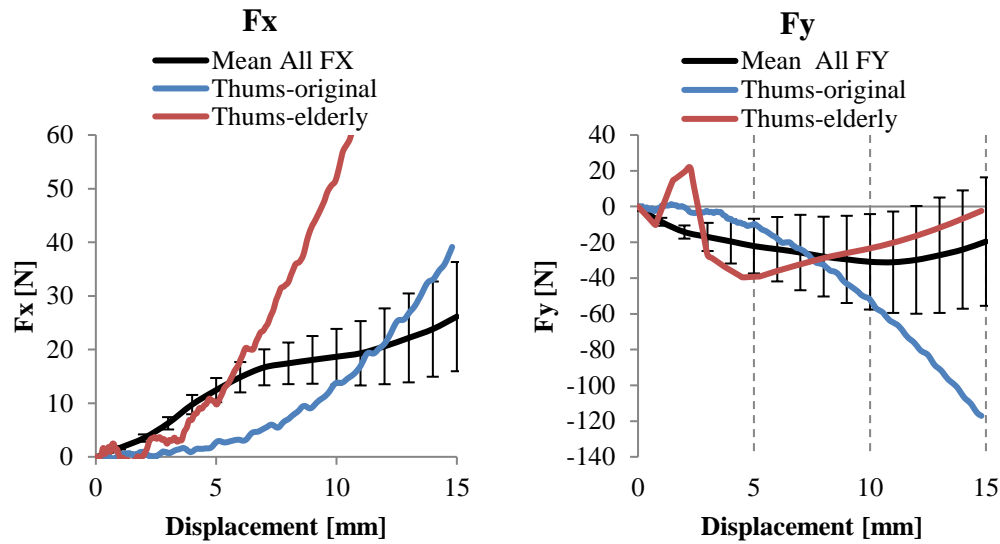 Fx
Mean All FX
Thums-original
Thums-elderly
60
50
40
30
20
10
0
Fx [N]
0
5
10
15
Displacement [mm]
Fy
Mean  All FY
Thums-original
Thums-elderly
40
20
0
-20
-40
-60
-80
-100
-120
-140
Fy [N]
0
5
10
15
Displacement [mm]